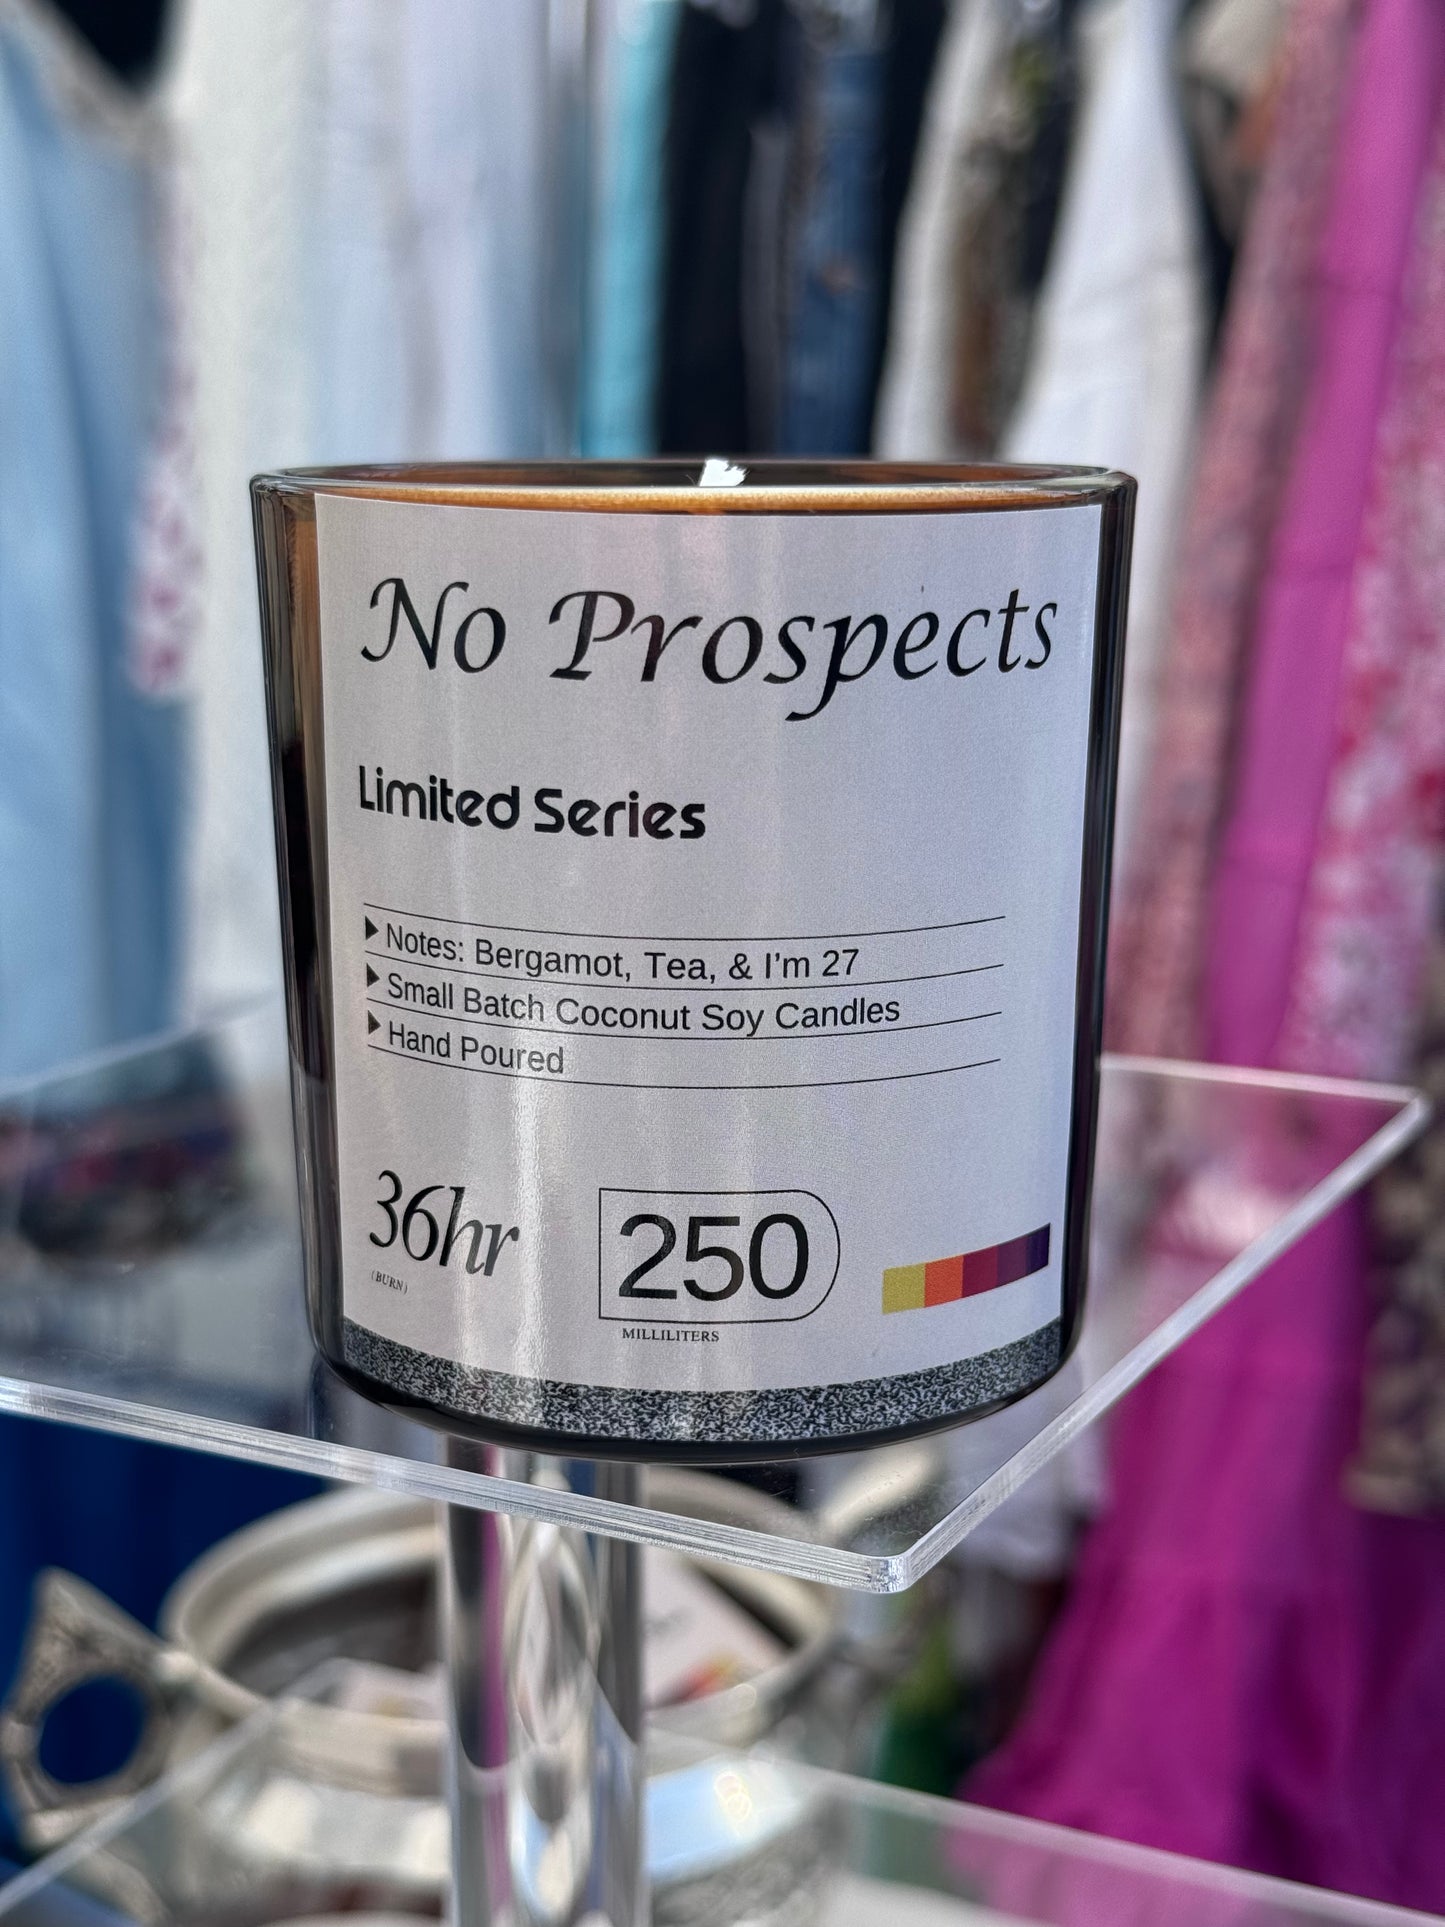 No Prospects
Limited Series
Notes: Bergamot, Tea, & I'm 27
Small Batch Coconut Soy Candles
Hand Poured
36hr
(BURN)
250
MILLILITERS